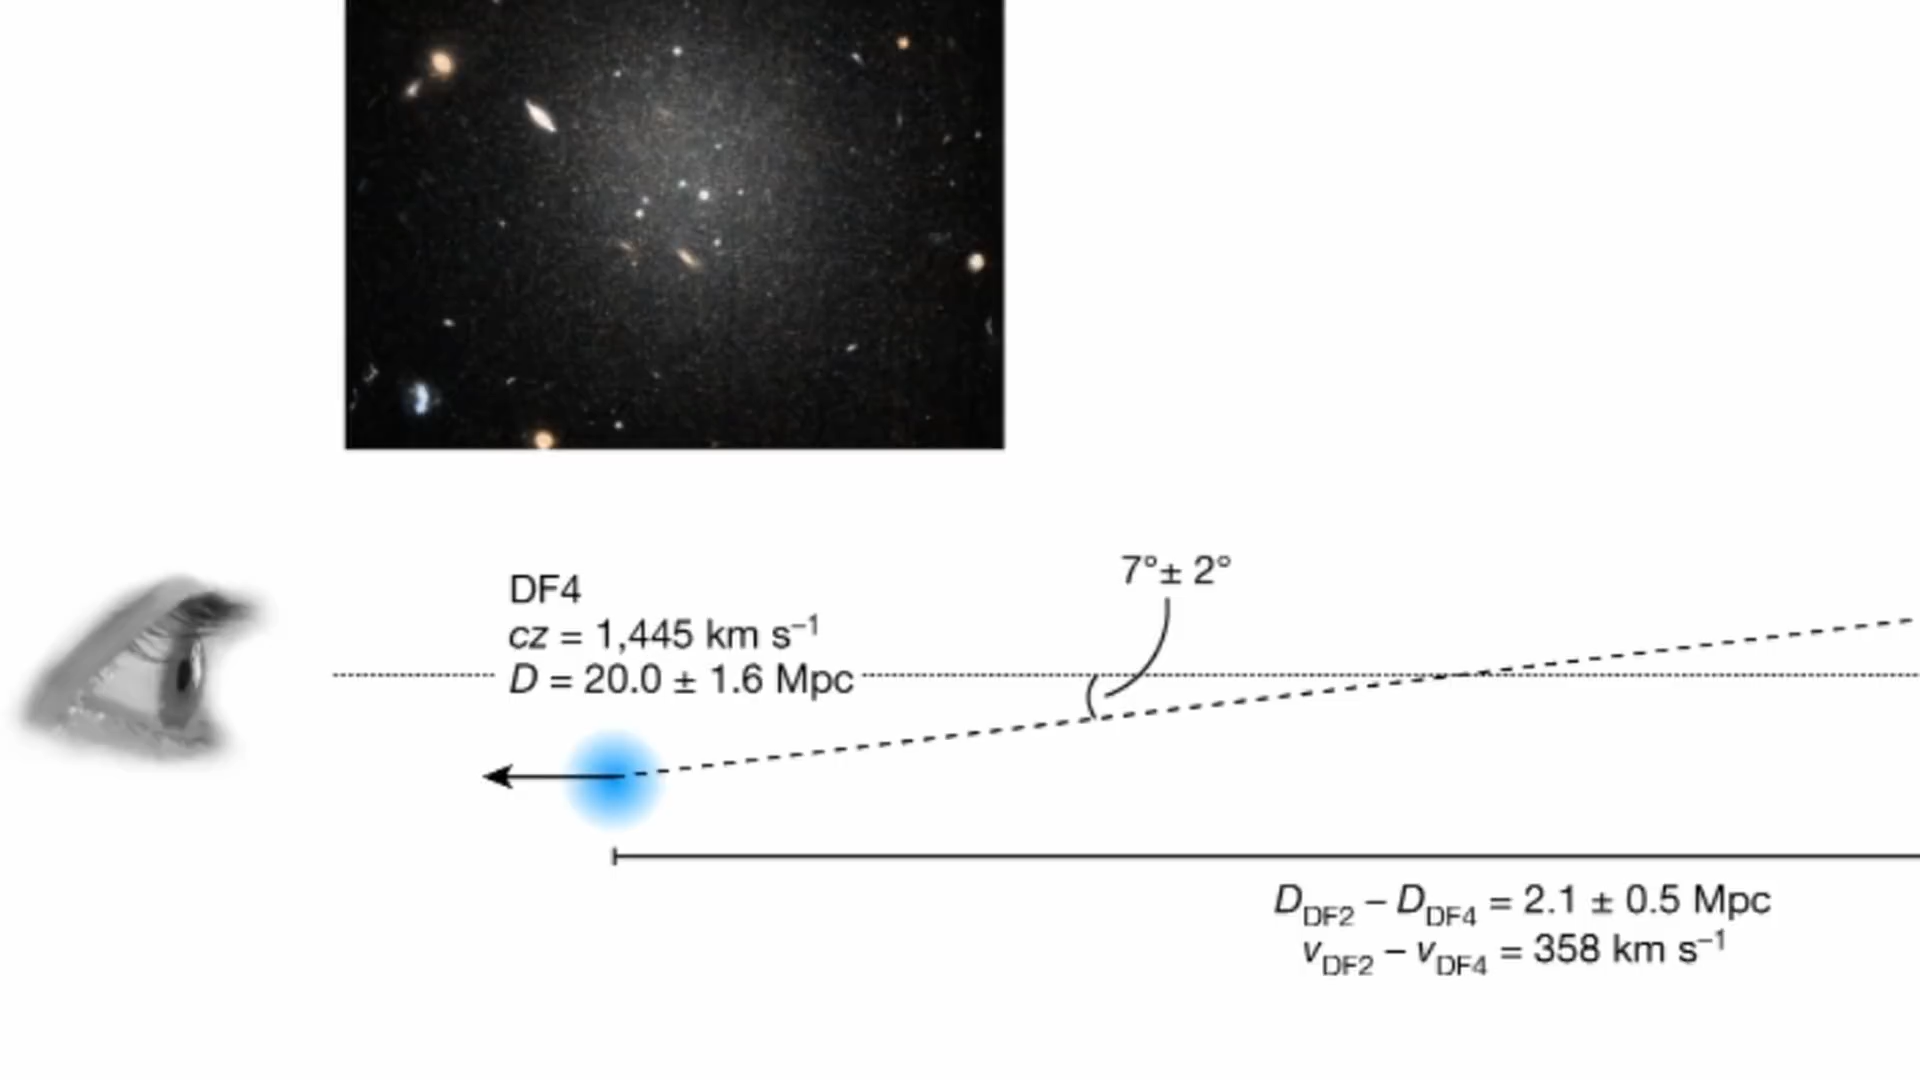 7°± 2°
DF4
cz = 1,445 km s⁻¹
D = 20.0 ± 1.6 Mpc
D_DF2 − D_DF4 = 2.1 ± 0.5 Mpc
v_DF2 − v_DF4 = 358 km s⁻¹